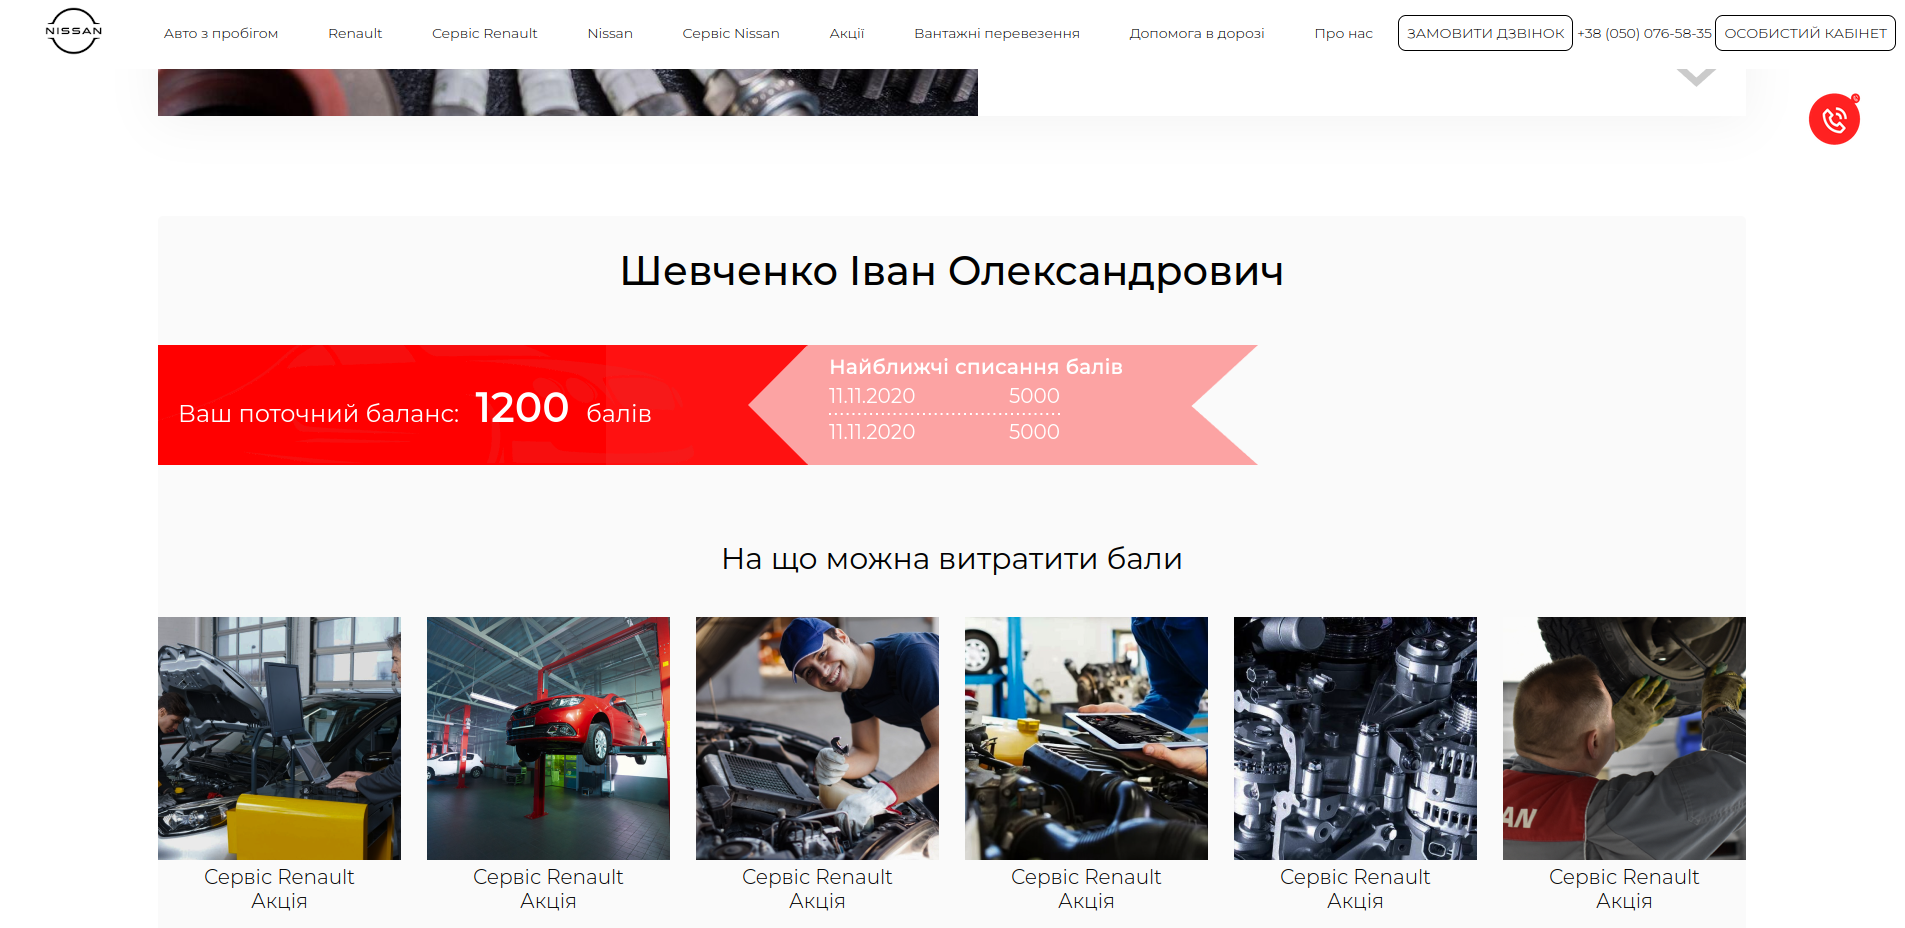 NISSAN
Авто з пробігом
Renault
Сервіс Renault
Nissan
Сервіс Nissan
Акції
Вантажні перевезення
Допомога в дорозі
Про нас
ЗАМОВИТИ ДЗВІНОК
+38 (050) 076-58-35
ОСОБИСТИЙ КАБІНЕТ
Шевченко Іван Олександрович
Ваш поточний баланс: 1200 балів
Найближчі списання балів
11.11.2020 5000
11.11.2020 5000
На що можна витратити бали
AN
Сервіс Renault
Акція
Сервіс Renault
Акція
Сервіс Renault
Акція
Сервіс Renault
Акція
Сервіс Renault
Акція
Сервіс Renault
Акція